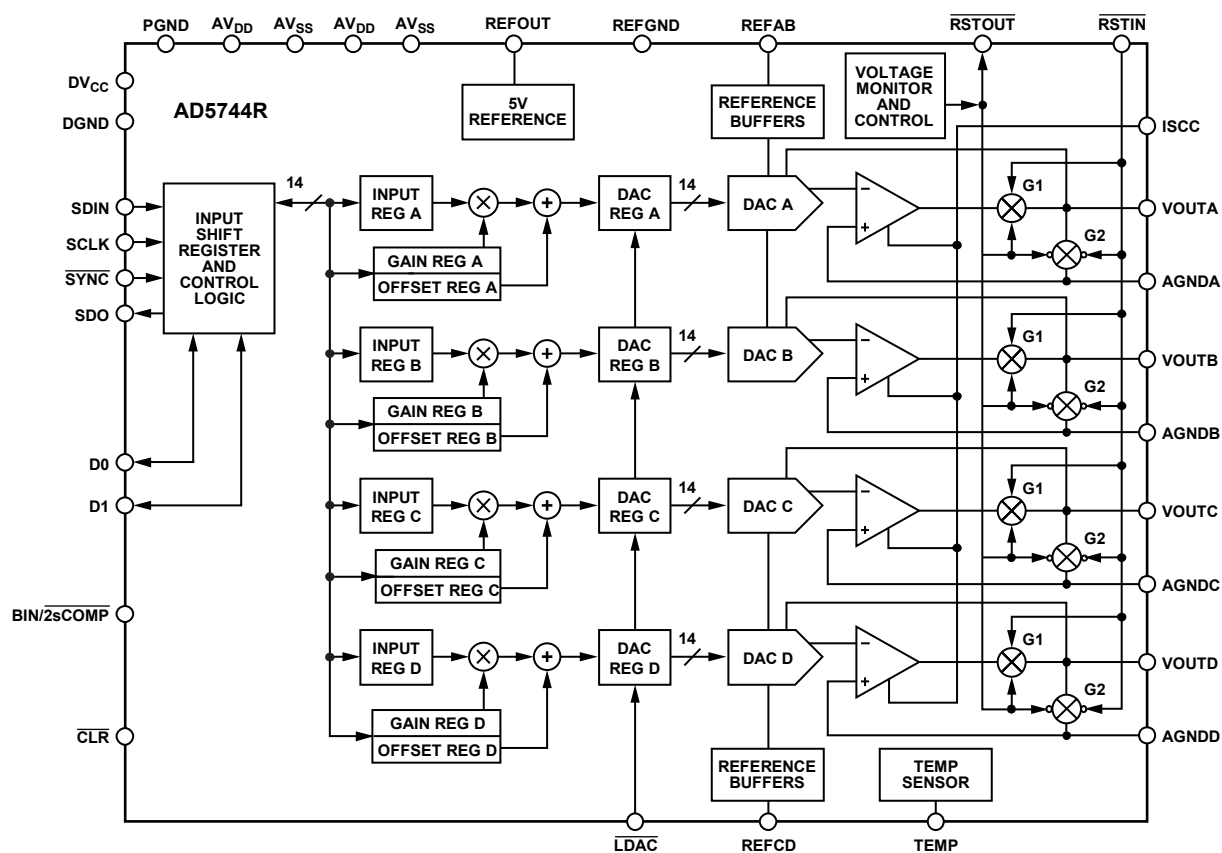 PGND AVDD AVSS AVDD AVSS REFOUT REFGND REFAB RSTOUT RSTIN
DVCC
DGND
AD5744R
5V
REFERENCE
REFERENCE
BUFFERS
VOLTAGE
MONITOR
AND
CONTROL
ISCC
SDIN
SCLK
SYNC
SDO
INPUT
SHIFT
REGISTER
AND
CONTROL
LOGIC
14
INPUT
REG A
×
+
GAIN REG A
OFFSET REG A
DAC
REG A
14
DAC A
−
+
G1
G2
VOUTA
AGNDA
INPUT
REG B
×
+
GAIN REG B
OFFSET REG B
DAC
REG B
14
DAC B
−
+
G1
G2
VOUTB
AGNDB
D0
D1
INPUT
REG C
×
+
GAIN REG C
OFFSET REG C
DAC
REG C
14
DAC C
−
+
G1
G2
VOUTC
AGNDC
BIN/2sCOMP
CLR
INPUT
REG D
×
+
GAIN REG D
OFFSET REG D
DAC
REG D
14
DAC D
−
+
G1
G2
VOUTD
AGNDD
REFERENCE
BUFFERS
TEMP
SENSOR
LDAC REFCD TEMP